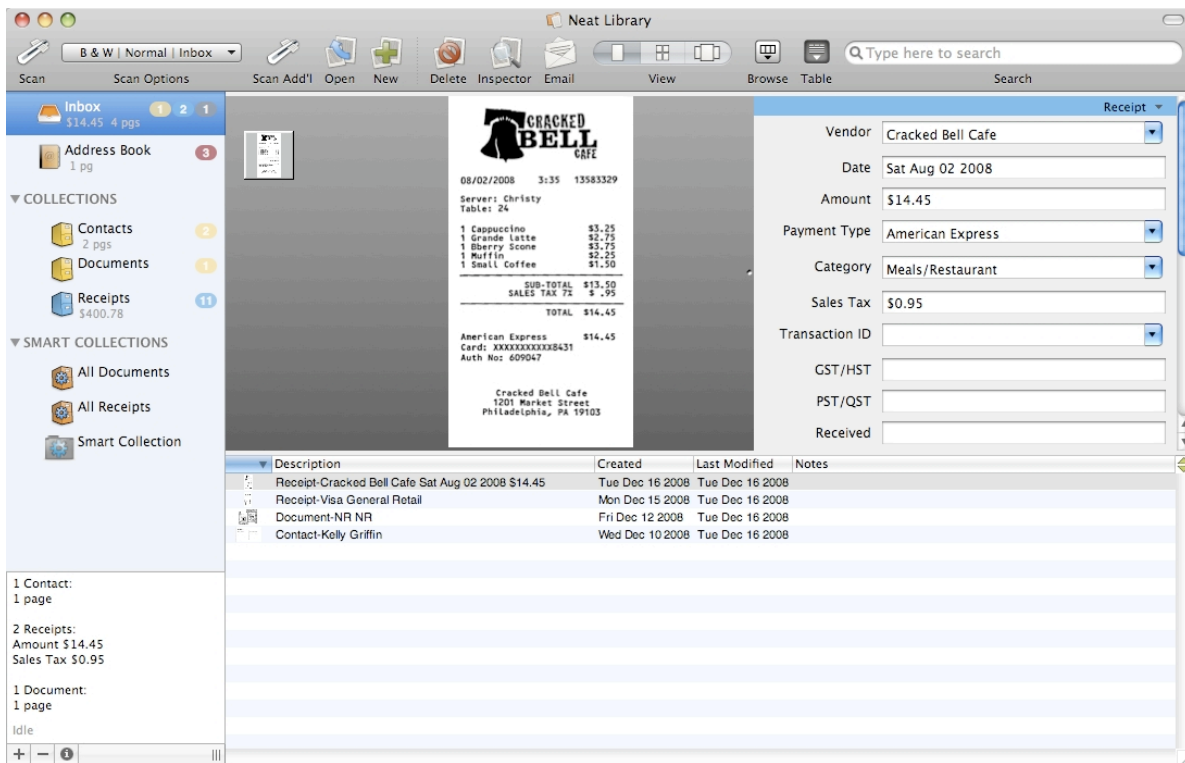 Neat Library
B & W | Normal | Inbox
Type here to search
Scan Scan Options Scan Add'l Open New Delete Inspector Email View Browse Table Search
Inbox 1 2 1
$14.45 4 pgs
Address Book 3
1 pg
COLLECTIONS
Contacts 2
2 pgs
Documents 1
Receipts 11
$400.78
SMART COLLECTIONS
All Documents
All Receipts
Smart Collection
1 Contact:
1 page
2 Receipts:
Amount $14.45
Sales Tax $0.95
1 Document:
1 page
Idle
CRACKED
BELL
CAFE
08/02/2008 3:35 13583329
Server: Christy
Table: 24
1 Cappuccino $3.25
1 Grande latte $2.75
1 Bberry Scone $3.75
1 Muffin $2.25
1 Small Coffee $1.50
SUB-TOTAL $13.50
SALES TAX 7% $ .95
TOTAL $14.45
American Express $14.45
Card: XXXXXXXXXXX8431
Auth No: 609047
Cracked Bell Cafe
1201 Market Street
Philadelphia, PA 19103
Receipt
Vendor Cracked Bell Cafe
Date Sat Aug 02 2008
Amount $14.45
Payment Type American Express
Category Meals/Restaurant
Sales Tax $0.95
Transaction ID
GST/HST
PST/QST
Received
Description Created Last Modified Notes
Receipt-Cracked Bell Cafe Sat Aug 02 2008 $14.45 Tue Dec 16 2008 Tue Dec 16 2008
Receipt-Visa General Retail Mon Dec 15 2008 Tue Dec 16 2008
Document-NR NR Fri Dec 12 2008 Tue Dec 16 2008
Contact-Kelly Griffin Wed Dec 10 2008 Tue Dec 16 2008